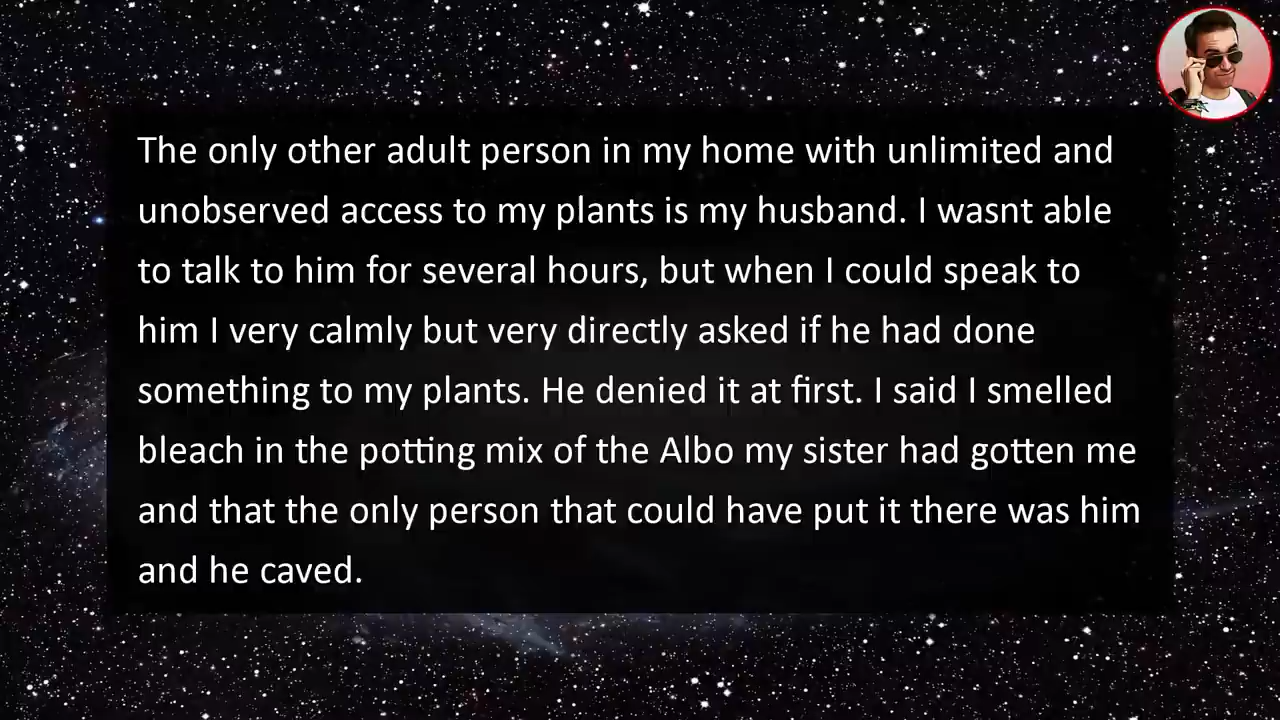 The only other adult person in my home with unlimited and
unobserved access to my plants is my husband. I wasnt able
to talk to him for several hours, but when I could speak to
him I very calmly but very directly asked if he had done
something to my plants. He denied it at first. I said I smelled
bleach in the potting mix of the Albo my sister had gotten me
and that the only person that could have put it there was him
and he caved.